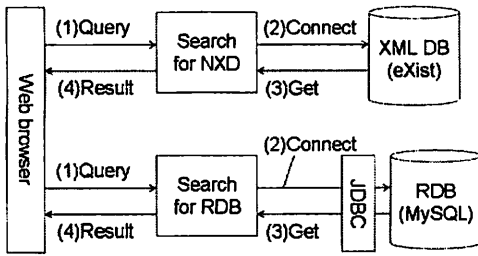 Web browser
(1)Query
(4)Result
Search
for NXD
(2)Connect
(3)Get
XML DB
(eXist)
(1)Query
(4)Result
Search
for RDB
(2)Connect
(3)Get
JDBC
RDB
(MySQL)